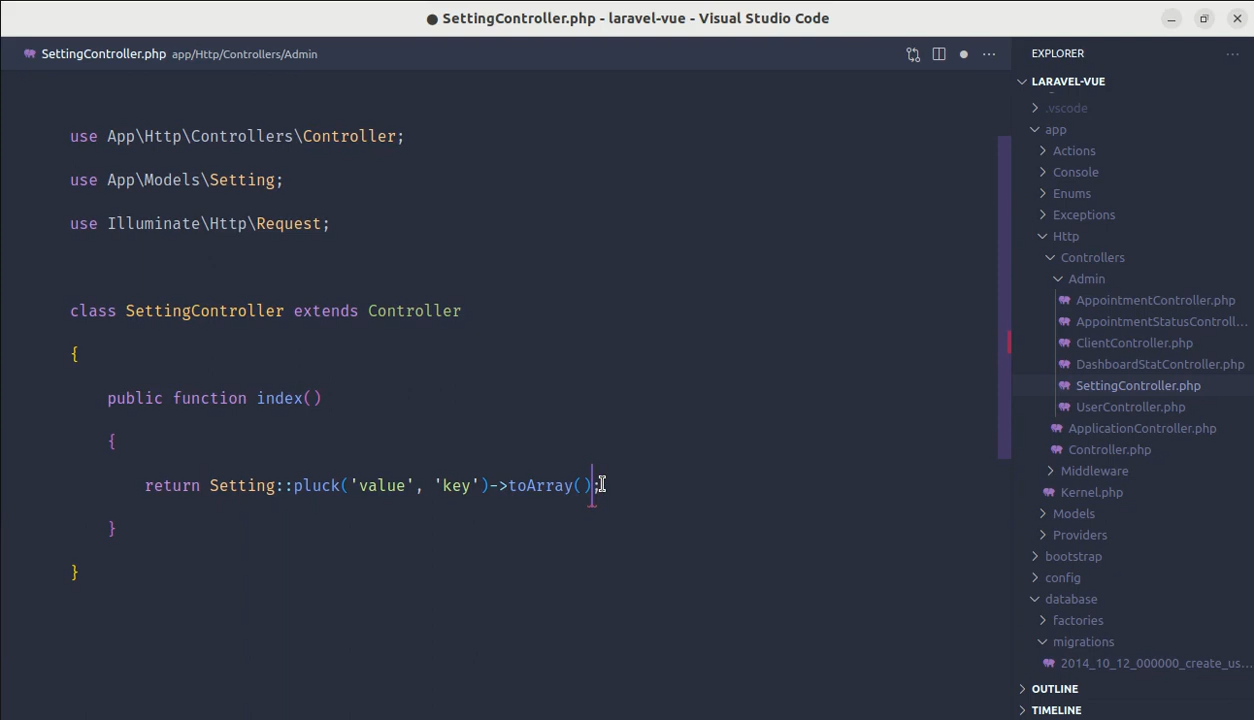 ● SettingController.php - laravel-vue - Visual Studio Code
SettingController.php app/Http/Controllers/Admin
use App\Http\Controllers\Controller;
use App\Models\Setting;
use Illuminate\Http\Request;
class SettingController extends Controller
{
public function index()
{
return Setting::pluck('value', 'key')->toArray();
}
}
EXPLORER
LARAVEL-VUE
.vscode
app
Actions
Console
Enums
Exceptions
Http
Controllers
Admin
AppointmentController.php
AppointmentStatusControll...
ClientController.php
DashboardStatController.php
SettingController.php
UserController.php
ApplicationController.php
Controller.php
Middleware
Kernel.php
Models
Providers
bootstrap
config
database
factories
migrations
2014_10_12_000000_create_us...
OUTLINE
TIMELINE